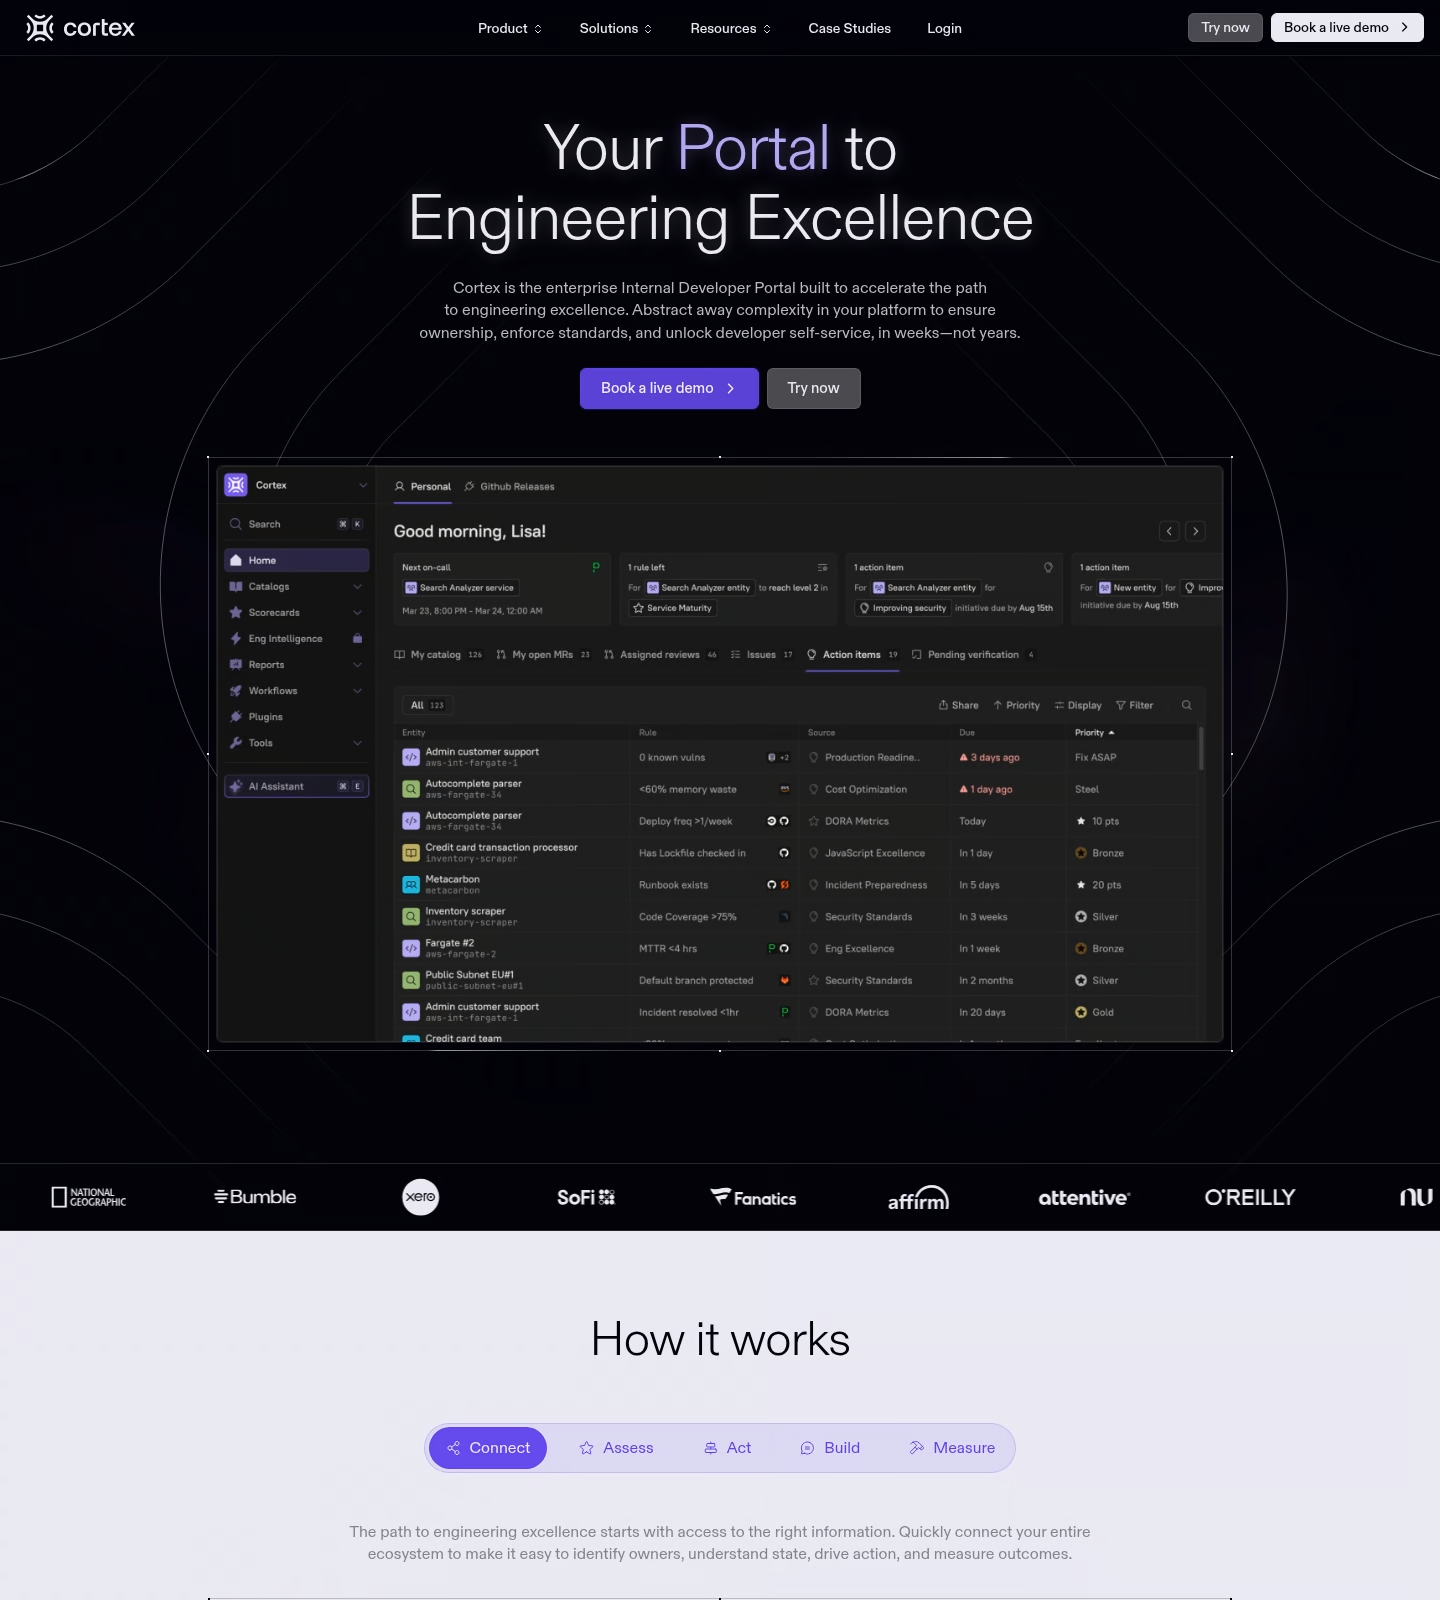 cortex
Product
Solutions
Resources
Case Studies
Login
Try now
Book a live demo
Your Portal to
Engineering Excellence
Cortex is the enterprise Internal Developer Portal built to accelerate the path
to engineering excellence. Abstract away complexity in your platform to ensure
ownership, enforce standards, and unlock developer self-service, in weeks—not years.
Book a live demo
Try now
Cortex
Search ⌘ K
Home
Catalogs
Scorecards
Eng Intelligence
Reports
Workflows
Plugins
Tools
AI Assistant ⌘ E
Personal
Github Releases
Good morning, Lisa!
Next on-call
Search Analyzer service
Mar 23, 8:00 PM - Mar 24, 12:00 AM
1 rule left
For Search Analyzer entity to reach level 2 in
Service Maturity
1 action item
For Search Analyzer entity for
Improving security initiative due by Aug 15th
1 action item
For New entity for Improv
initiative due by Aug 15th
My catalog 126
My open MRs 23
Assigned reviews 46
Issues 17
Action items 19
Pending verification 4
All 123
Share
Priority
Display
Filter
Entity Rule Source Due Priority
Admin customer support
aws-int-fargate-1
0 known vulns +2 Production Readine.. 3 days ago Fix ASAP
Autocomplete parser
aws-fargate-34
<60% memory waste aws Cost Optimization 1 day ago Steel
Autocomplete parser
aws-fargate-34
Deploy freq >1/week DORA Metrics Today 10 pts
Credit card transaction processor
inventory-scraper
Has Lockfile checked in JavaScript Excellence In 1 day Bronze
Metacarbon
metacarbon
Runbook exists Incident Preparedness In 5 days 20 pts
Inventory scraper
inventory-scraper
Code Coverage >75% Security Standards In 3 weeks Silver
Fargate #2
aws-fargate-2
MTTR <4 hrs Eng Excellence In 1 week Bronze
Public Subnet EU#1
public-subnet-eu#1
Default branch protected Security Standards In 2 months Silver
Admin customer support
aws-int-fargate-1
Incident resolved <1hr DORA Metrics In 20 days Gold
Credit card team
NATIONAL
GEOGRAPHIC
Bumble
xero
SoFi
Fanatics
affirm
attentive
O'REILLY
nu
How it works
Connect
Assess
Act
Build
Measure
The path to engineering excellence starts with access to the right information. Quickly connect your entire
ecosystem to make it easy to identify owners, understand state, drive action, and measure outcomes.